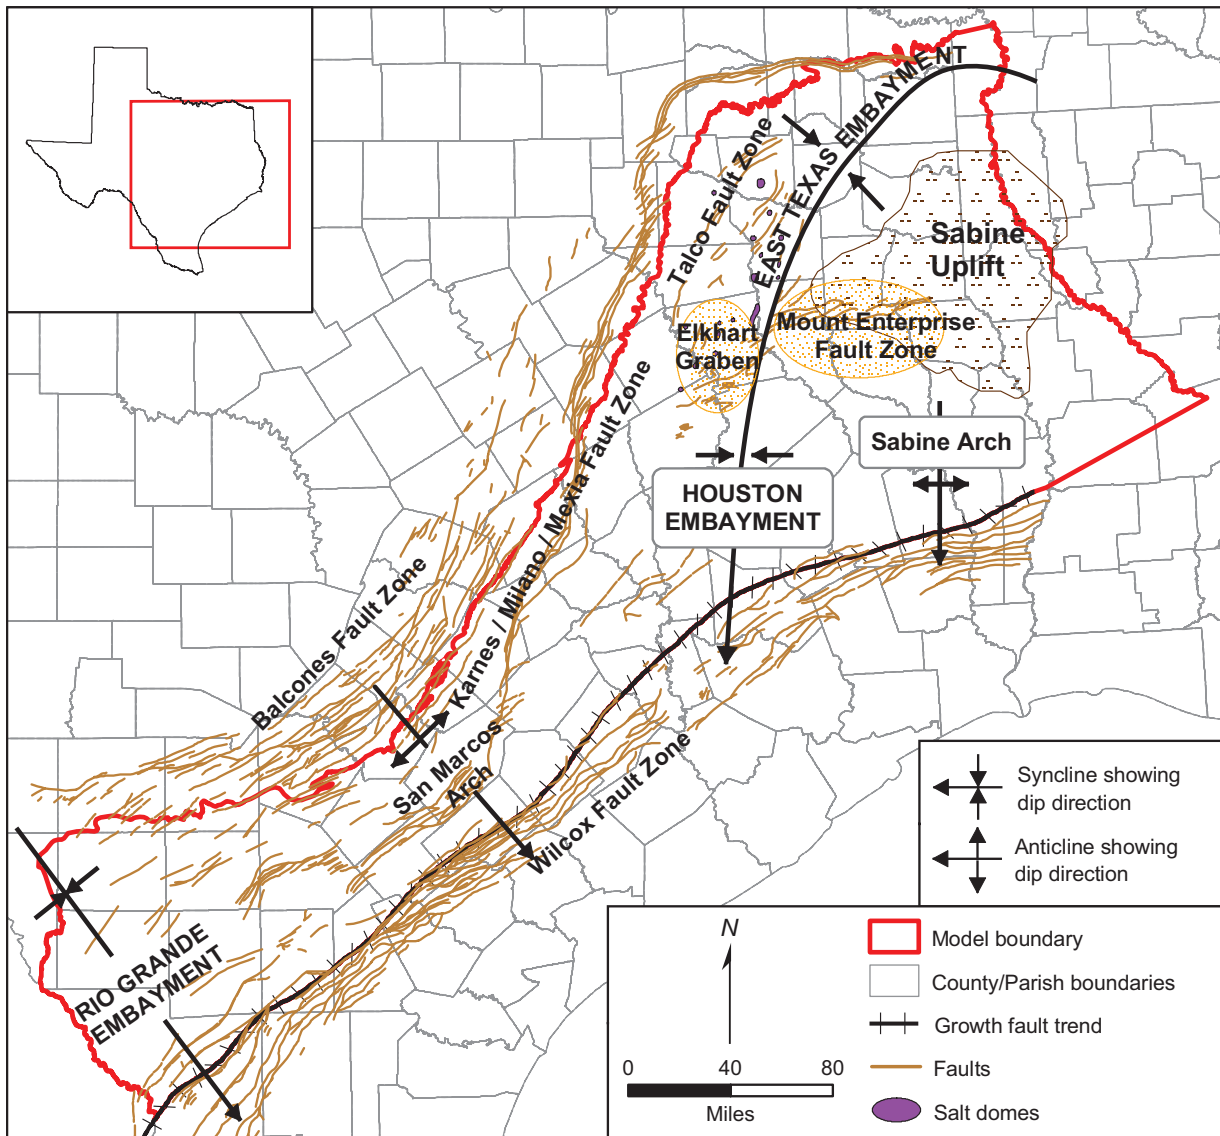 EAST TEXAS EMBAYMENT
Talco Fault Zone
Sabine
Uplift
Elkhart
Graben
Mount Enterprise
Fault Zone
Sabine Arch
HOUSTON
EMBAYMENT
Karnes / Milano / Mexia Fault Zone
Balcones Fault Zone
San Marcos
Arch
Wilcox Fault Zone
RIO GRANDE
EMBAYMENT
Syncline showing
dip direction
Anticline showing
dip direction
N
0 40 80
Miles
Model boundary
County/Parish boundaries
Growth fault trend
Faults
Salt domes